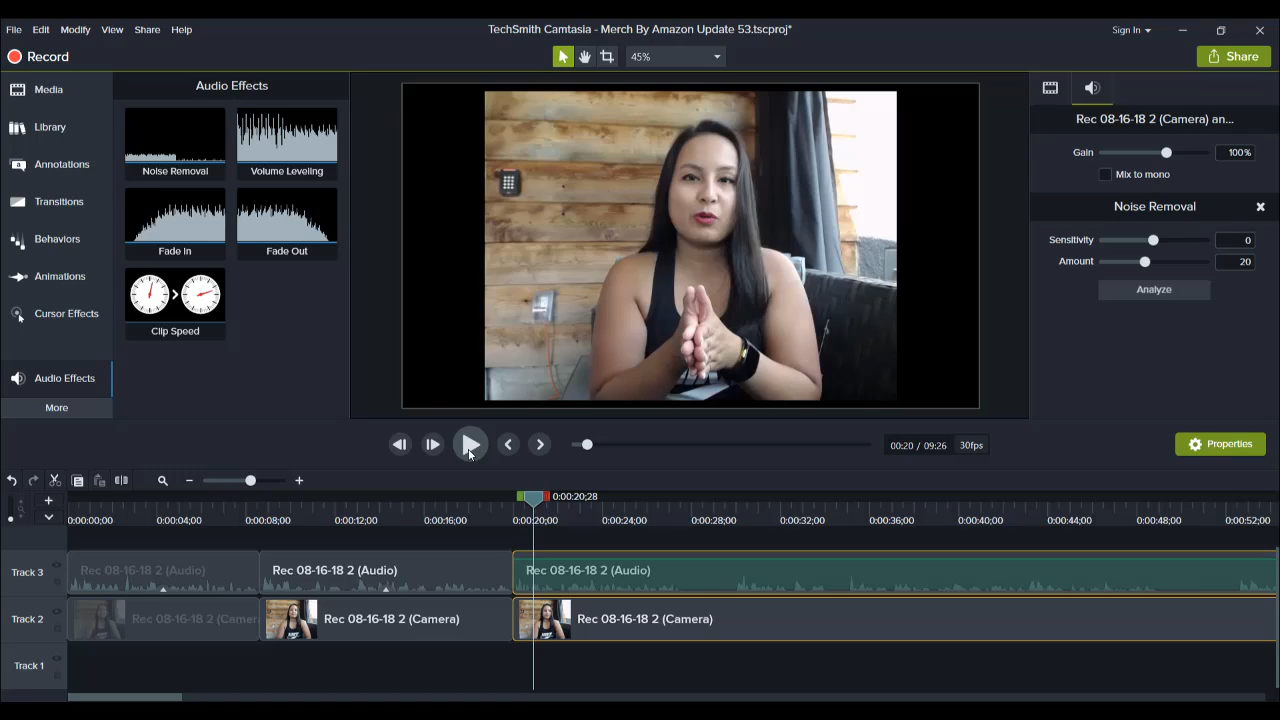 File Edit Modify View Share Help
TechSmith Camtasia - Merch By Amazon Update 53.tscproj*
Sign In
Record
45%
Share
Media
Library
Annotations
Transitions
Behaviors
Animations
Cursor Effects
Audio Effects
More
Audio Effects
Noise Removal
Volume Leveling
Fade In
Fade Out
Clip Speed
Rec 08-16-18 2 (Camera) an...
Gain 100%
Mix to mono
Noise Removal
Sensitivity 0
Amount 20
Analyze
00:20 / 09:26 30fps
Properties
0:00:20;28
0:00:00;00 0:00:04;00 0:00:08;00 0:00:12;00 0:00:16;00 0:00:20;00 0:00:24;00 0:00:28;00 0:00:32;00 0:00:36;00 0:00:40;00 0:00:44;00 0:00:48;00 0:00:52;00
Track 3 Rec 08-16-18 2 (Audio) Rec 08-16-18 2 (Audio) Rec 08-16-18 2 (Audio)
Track 2 Rec 08-16-18 2 (Camer Rec 08-16-18 2 (Camera) Rec 08-16-18 2 (Camera)
Track 1